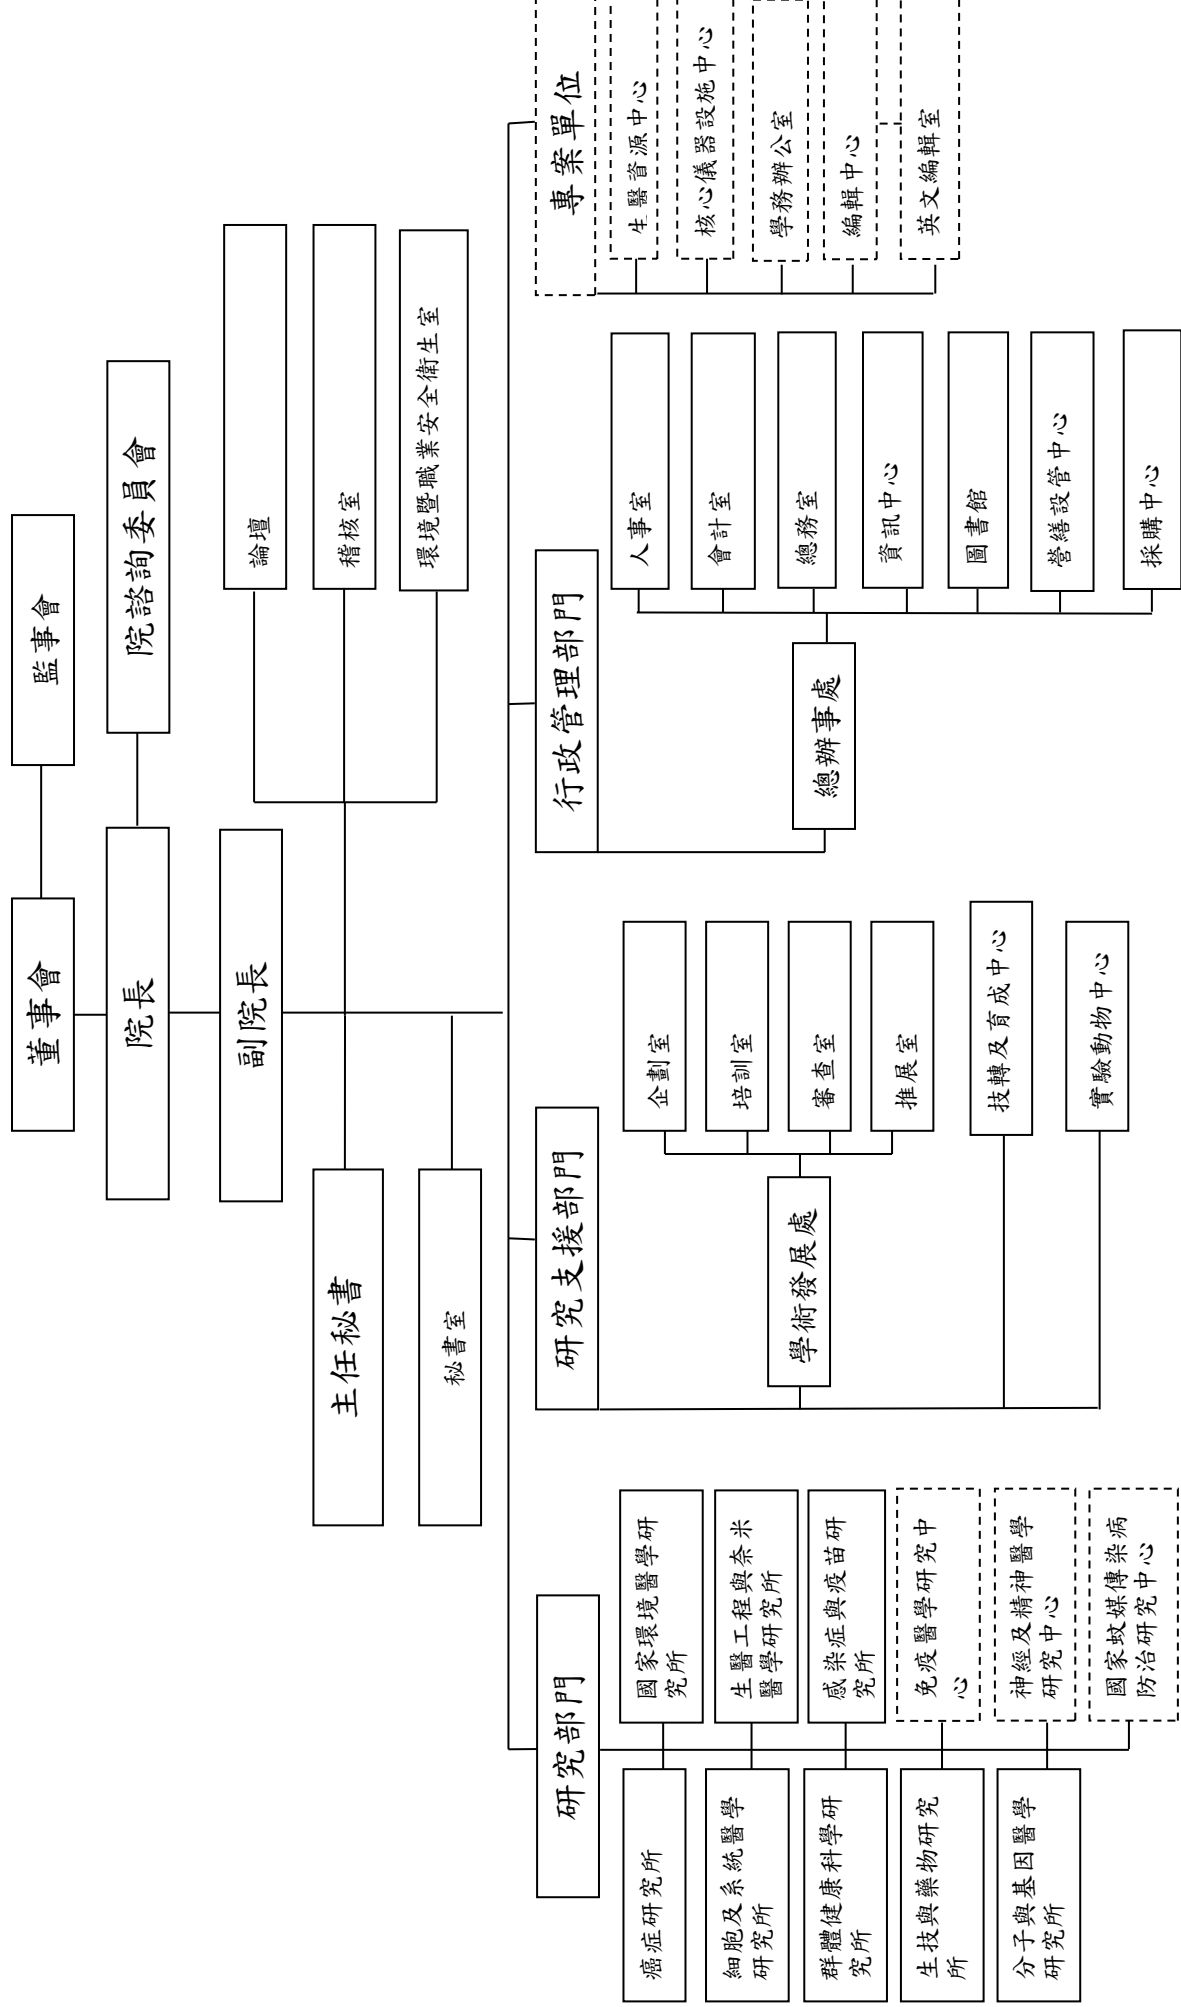 董事會
監事會
院長
院諮詢委員會
副院長
論壇
稽核室
環境暨職業安全衛生室
主任秘書
秘書室
研究部門
癌症研究所
細胞及系統醫學
研究所
群體健康科學研
究所
生技與藥物研究
所
分子與基因醫學
研究所
國家環境醫學研
究所
生醫工程與奈米
醫學研究所
感染症與疫苗研
究所
免疫醫學研究中
心
神經及精神醫學
研究中心
國家蚊媒傳染病
防治研究中心
研究支援部門
學術發展處
企劃室
培訓室
審查室
推展室
技轉及育成中心
實驗動物中心
行政管理部門
總辦事處
人事室
會計室
總務室
資訊中心
圖書館
營繕設管中心
採購中心
專案單位
生醫資源中心
核心儀器設施中心
學務辦公室
編輯中心
英文編輯室